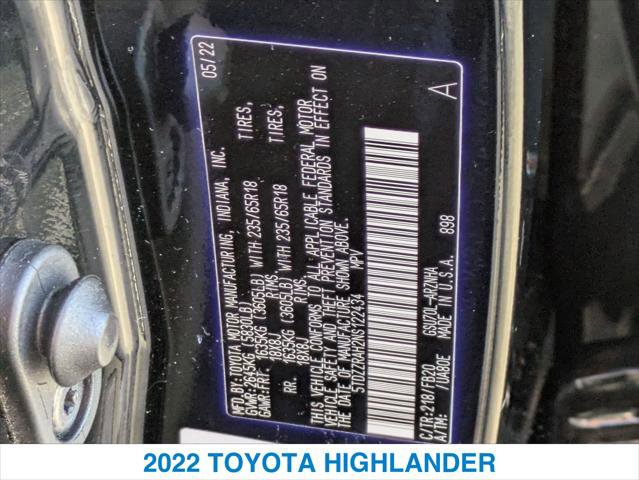 MFD.BY: TOYOTA MOTOR MANUFACTURING, INDIANA, INC. 05/22
GVWR: 2645KG (5830LB)
GAWR: FRT. 1635KG (3605LB) WITH 235/65R18 TIRES,
18X8J RIMS,
RR. 1635KG (3605LB) WITH 235/65R18 TIRES,
18X8J RIMS,
THIS VEHICLE CONFORMS TO ALL APPLICABLE FEDERAL MOTOR
VEHICLE SAFETY AND THEFT PREVENTION STANDARDS IN EFFECT ON
THE DATE OF MANUFACTURE SHOWN ABOVE.
5TDZZRAH2NS122434 MPV
C/TR:218/FB20 GSU70L-ARZNHA A
A/TM: -/UA80E MADE IN U.S.A. 898
2022 TOYOTA HIGHLANDER